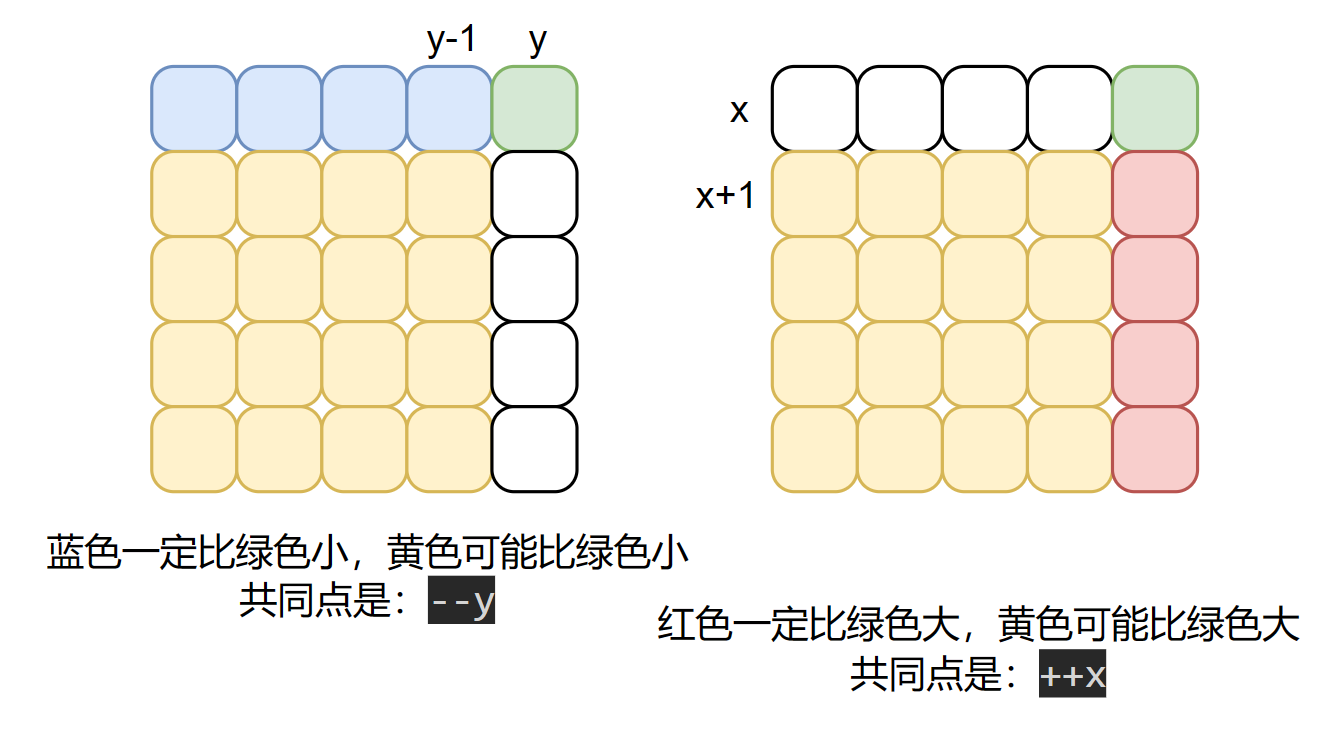 y-1 y
x
x+1
蓝色一定比绿色小，黄色可能比绿色小
共同点是：--y
红色一定比绿色大，黄色可能比绿色大
共同点是：++x